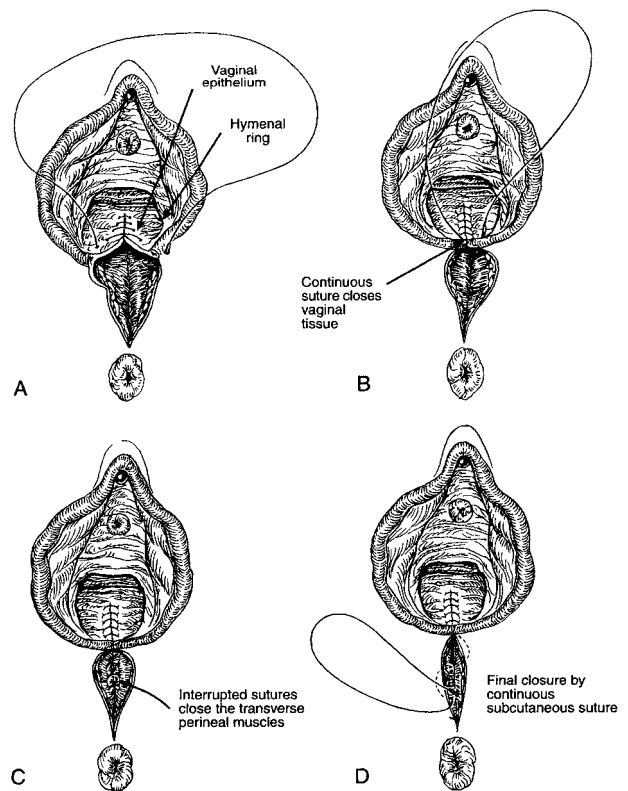 Vaginal
epithelium
Hymenal
ring
A
Continuous
suture closes
vaginal
tissue
B
Interrupted sutures
close the transverse
perineal muscles
C
Final closure by
continuous
subcutaneous suture
D